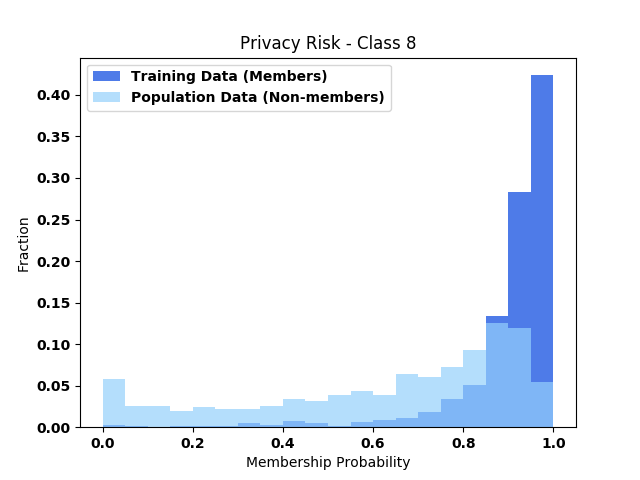 Privacy Risk - Class 8
Training Data (Members)
Population Data (Non-members)
Fraction
0.40
0.35
0.30
0.25
0.20
0.15
0.10
0.05
0.00
0.0 0.2 0.4 0.6 0.8 1.0
Membership Probability